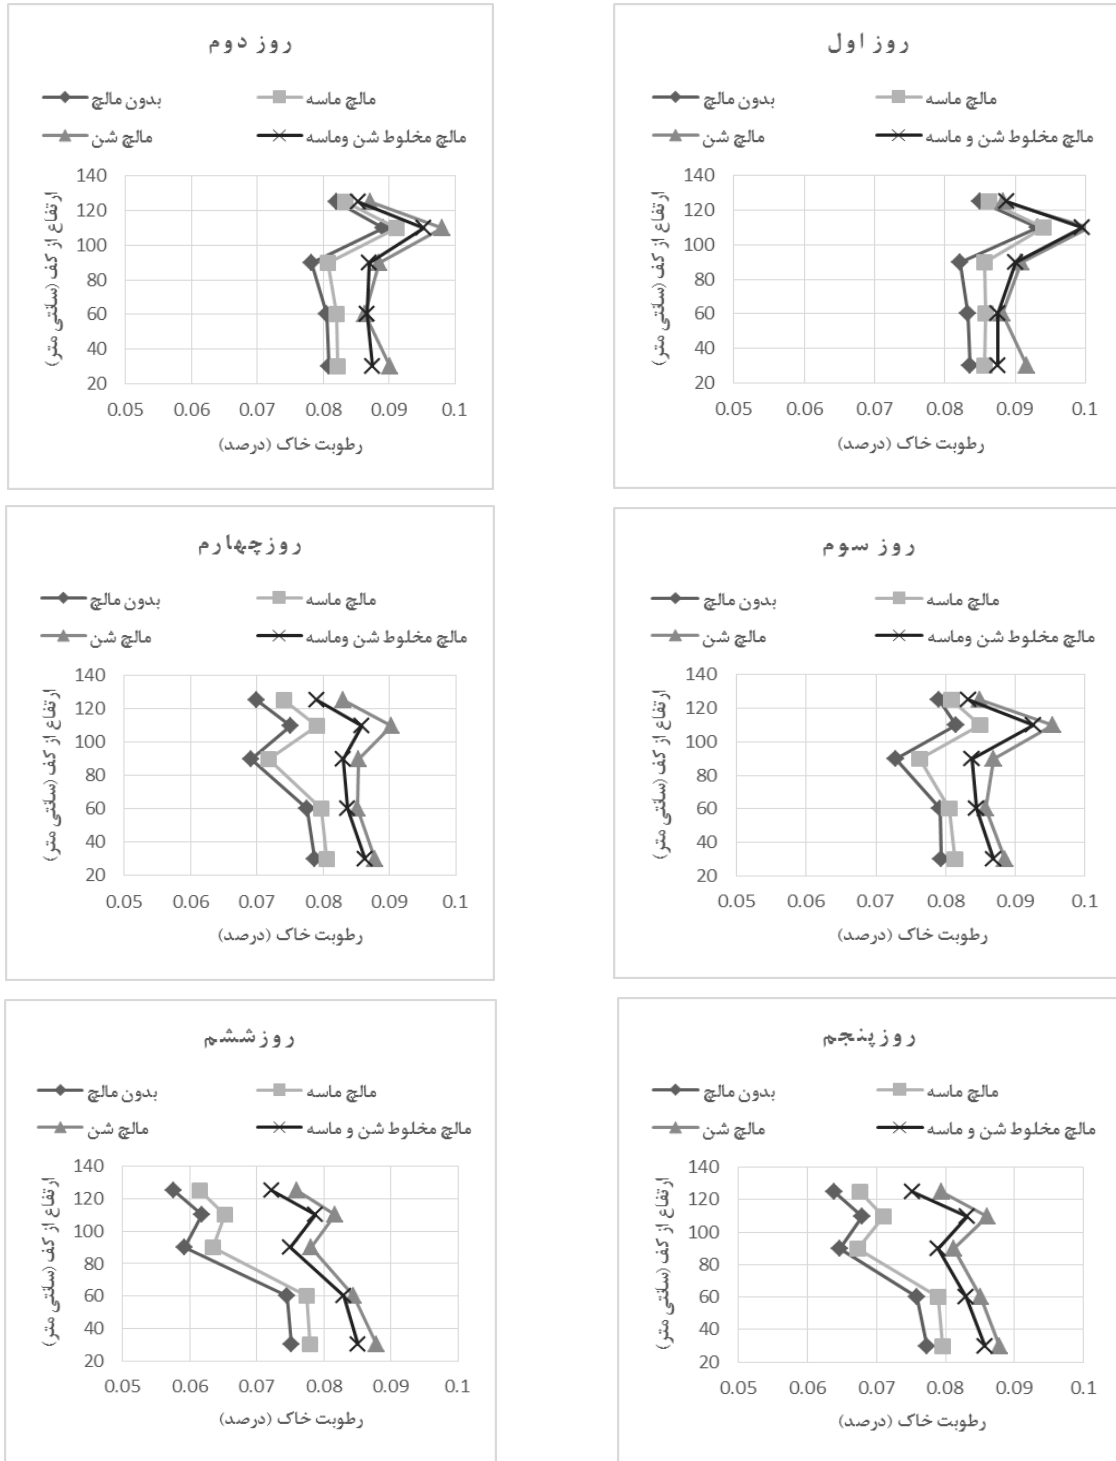 روز اول
بدون مالچ
مالچ ماسه
مالچ شن
مالچ مخلوط شن و ماسه
ارتفاع از کف (سانتی متر)
140
120
100
80
60
40
20
0.05 0.06 0.07 0.08 0.09 0.1
رطوبت خاک (درصد)
روز دوم
بدون مالچ
مالچ ماسه
مالچ شن
مالچ مخلوط شن وماسه
ارتفاع از کف (سانتی متر)
140
120
100
80
60
40
20
0.05 0.06 0.07 0.08 0.09 0.1
رطوبت خاک (درصد)
روز سوم
بدون مالچ
مالچ ماسه
مالچ شن
مالچ مخلوط شن وماسه
ارتفاع از کف (سانتی متر)
140
120
100
80
60
40
20
0.05 0.06 0.07 0.08 0.09 0.1
رطوبت خاک (درصد)
روزچهارم
بدون مالچ
مالچ ماسه
مالچ شن
مالچ مخلوط شن وماسه
ارتفاع از کف (سانتی متر)
140
120
100
80
60
40
20
0.05 0.06 0.07 0.08 0.09 0.1
رطوبت خاک (درصد)
روزپنجم
بدون مالچ
مالچ ماسه
مالچ شن
مالچ مخلوط شن و ماسه
ارتفاع از کف (سانتی متر)
140
120
100
80
60
40
20
0.05 0.06 0.07 0.08 0.09 0.1
رطوبت خاک (درصد)
روزششم
بدون مالچ
مالچ ماسه
مالچ شن
مالچ مخلوط شن و ماسه
ارتفاع از کف (سانتی متر)
140
120
100
80
60
40
20
0.05 0.06 0.07 0.08 0.09 0.1
رطوبت خاک (درصد)